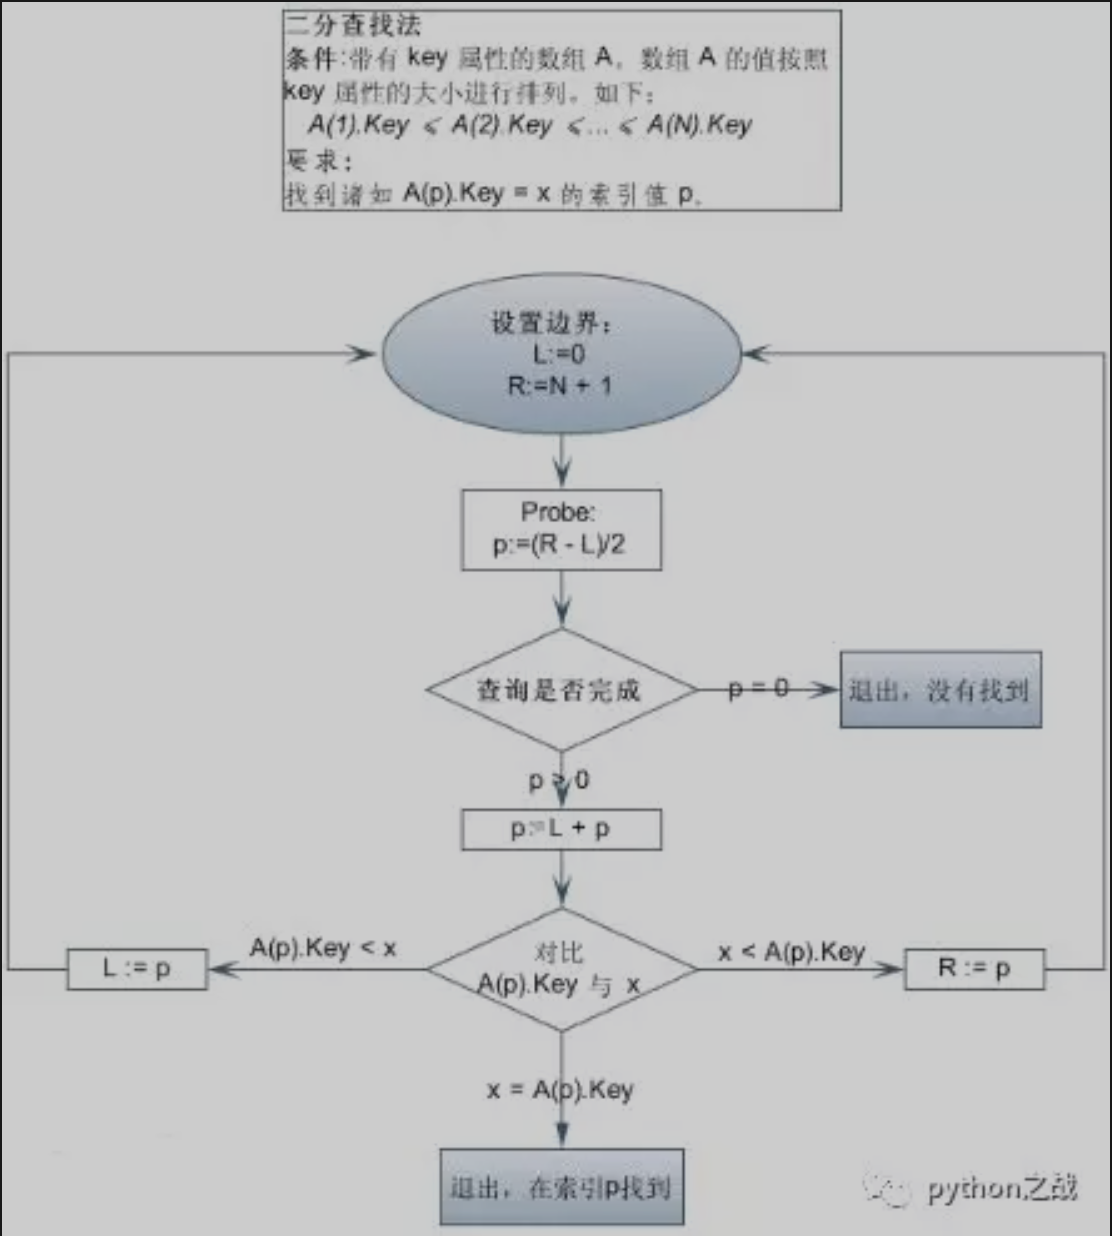 二分查找法
条件:带有 key 属性的数组 A，数组 A 的值按照
key 属性的大小进行排列。如下：
A(1).Key ⩽ A(2).Key ⩽... ⩽ A(N).Key
要求：
找到诸如 A(p).Key = x 的索引值 p。
设置边界：
L:=0
R:=N + 1
Probe:
p:=(R - L)/2
查询是否完成
p = 0
退出，没有找到
p > 0
p:=L + p
对比
A(p).Key 与 x
A(p).Key < x
L := p
x < A(p).Key
R := p
x = A(p).Key
退出，在索引p找到
python之战